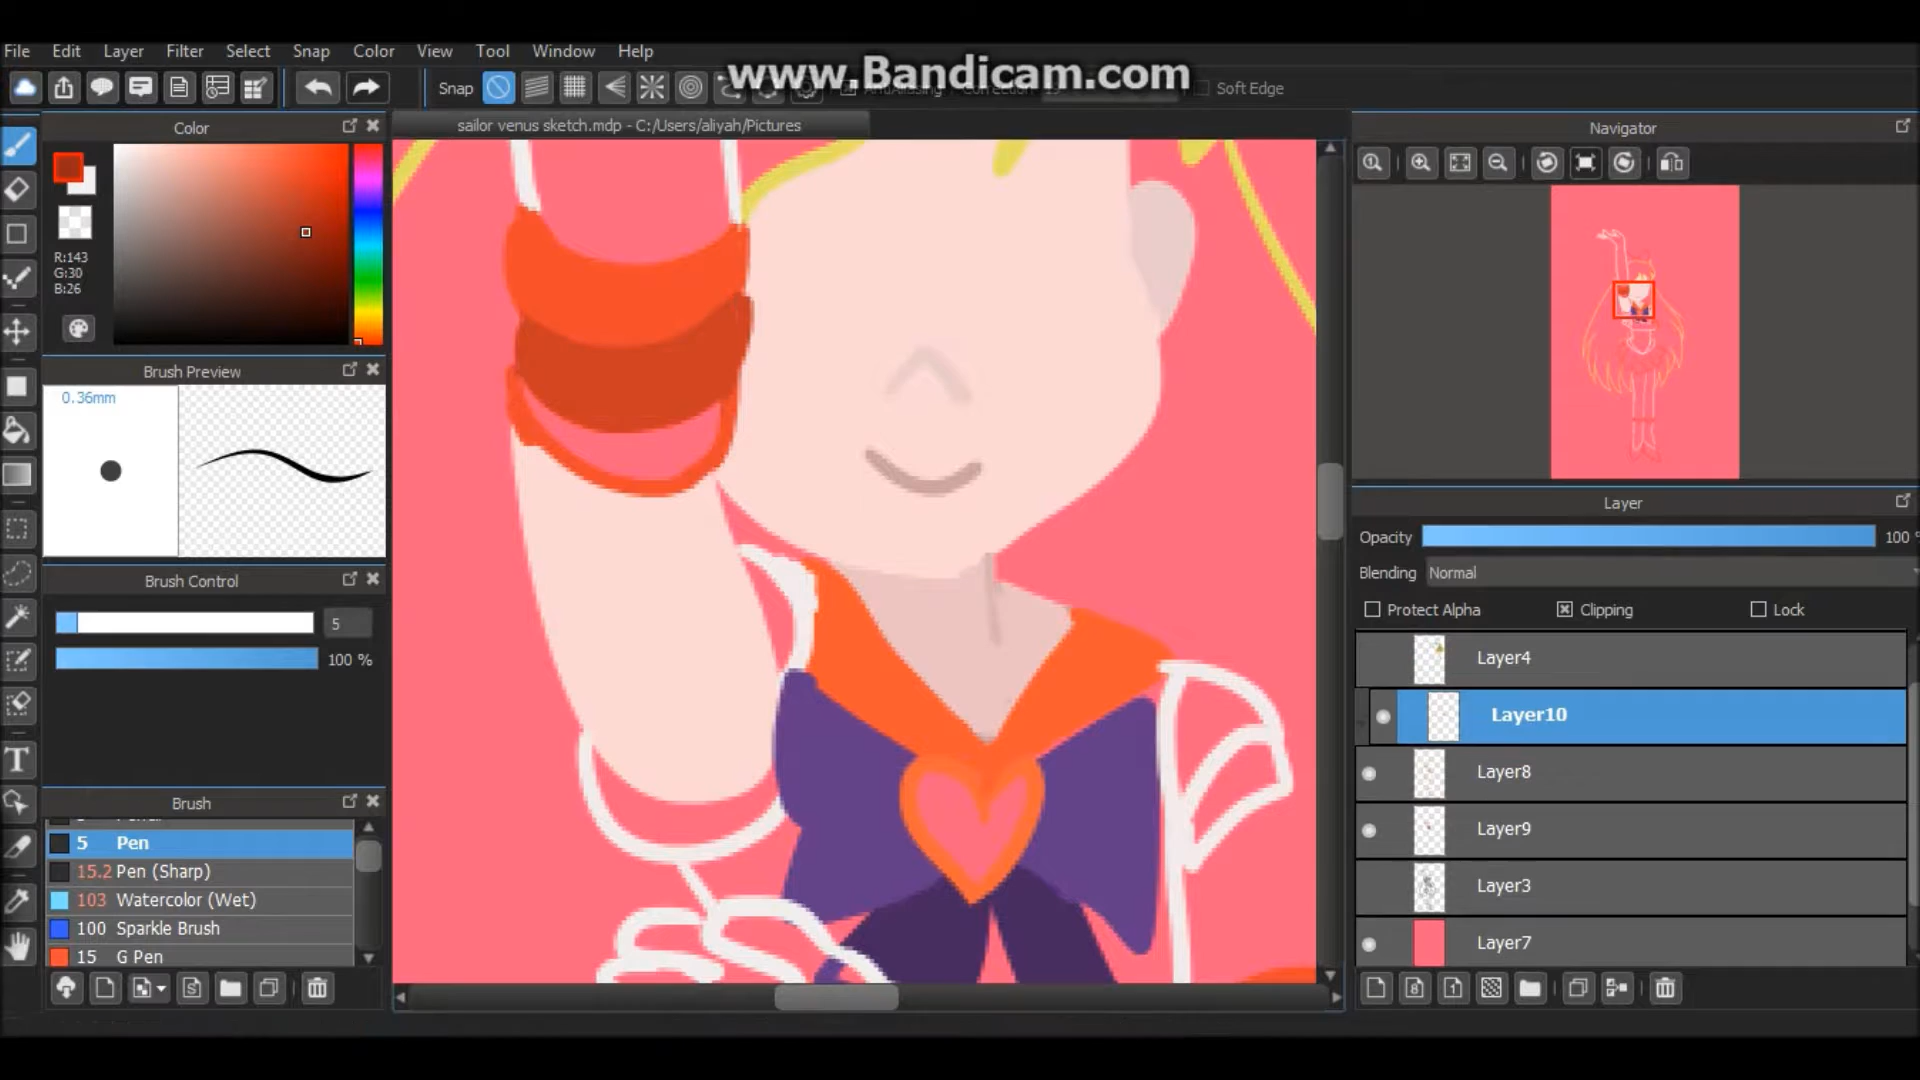 www.Bandicam.com
File Edit Layer Filter Select Snap Color View Tool Window Help
Snap
AntiAliasing
Correction
Soft Edge
Color
sailor venus sketch.mdp - C:/Users/aliyah/Pictures
Navigator
R:143
G:30
B:26
Brush Preview
0.36mm
Brush Control
5
100 %
Brush
5 Pen
15.2 Pen (Sharp)
103 Watercolor (Wet)
100 Sparkle Brush
15 G Pen
Layer
Opacity 100
Blending Normal
Protect Alpha Clipping Lock
Layer4
Layer10
Layer8
Layer9
Layer3
Layer7